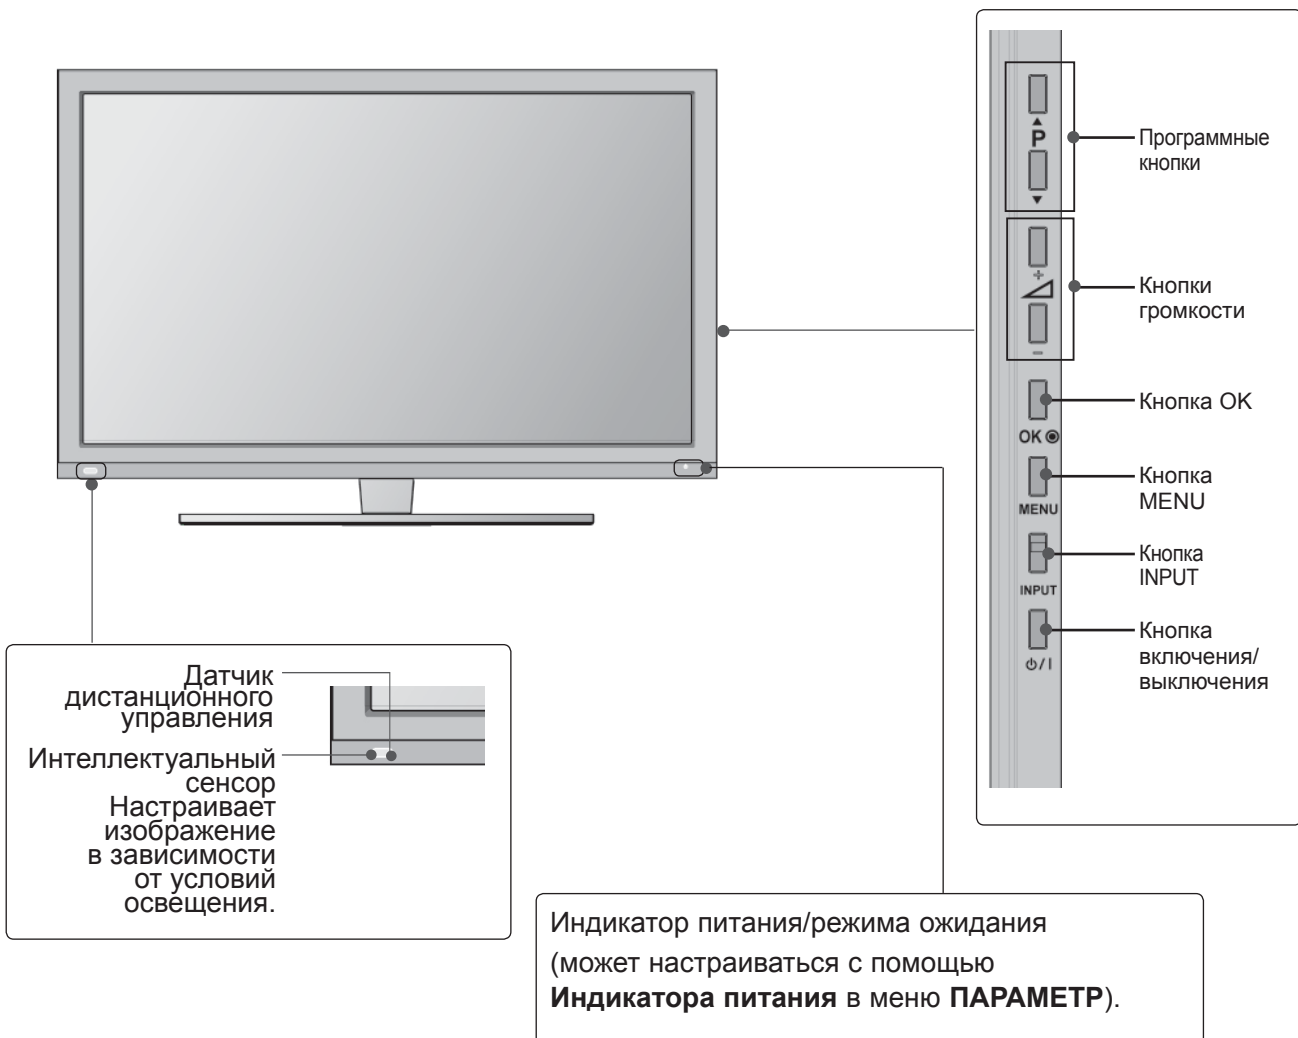 P
Программные
кнопки
+
Кнопки
громкости
-
Кнопка OK
OK
Кнопка
MENU
MENU
Кнопка
INPUT
INPUT
Кнопка
включения/
выключения
⏻/I
Датчик
дистанционного
управления
Интеллектуальный
сенсор
Настраивает
изображение
в зависимости
от условий
освещения.
Индикатор питания/режима ожидания
(может настраиваться с помощью
Индикатора питания в меню ПАРАМЕТР).